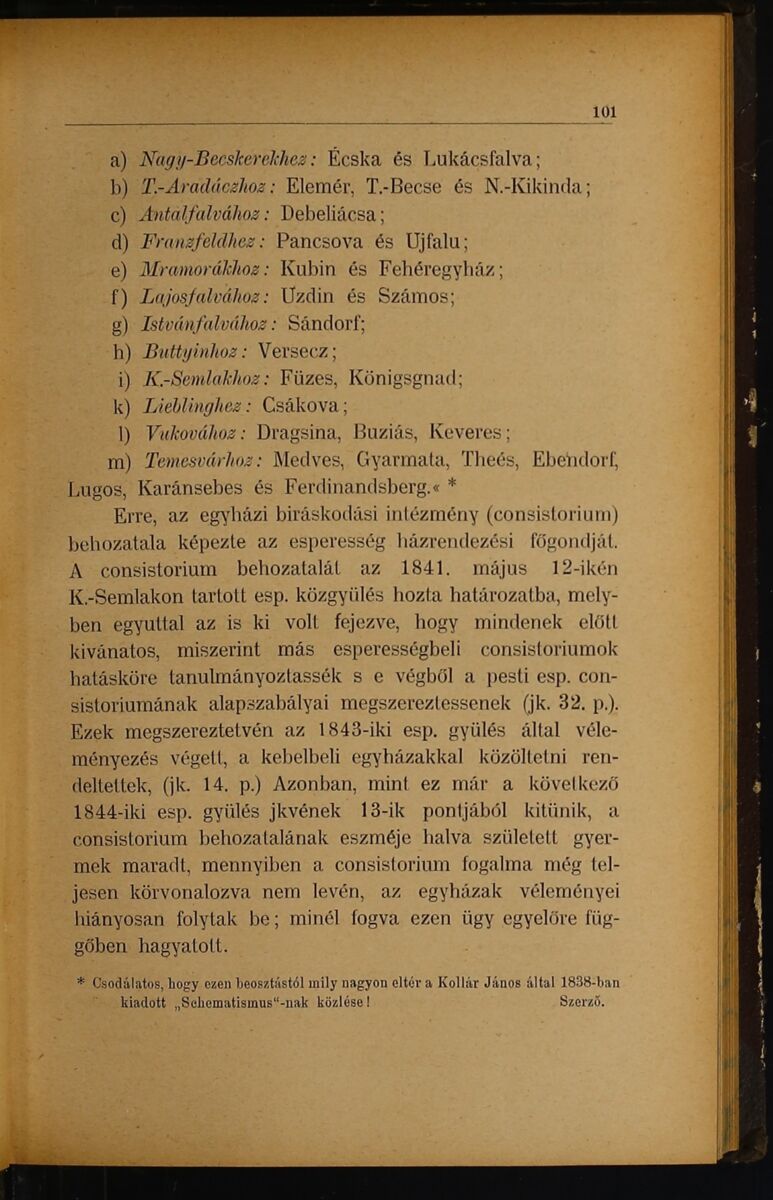 101
a) Nagy-Becskerekhez: Écska és Lukácsfalva;
b) T.-Aradáczhoz: Elemér, T.-Becse és N.-Kikinda;
c) Antalfalvához: Debeliácsa;
d) Franzfeldhez: Pancsova és Ujfalu;
e) Mramorákhoz: Kubin és Fehéregyház;
f) Lajosfalvához: Uzdin és Számos;
g) Istvánfalvához: Sándorf;
h) Buttyinhoz: Versecz;
i) K.-Semlakhoz: Füzes, Königsgnad;
k) Lieblinghez: Csákova;
l) Vukovához: Dragsina, Buziás, Keveres;
m) Temesvárhoz: Medves, Gyarmata, Theés, Ebendorf,
Lugos, Karánsebes és Ferdinandsberg.« *
Erre, az egyházi biráskodási intézmény (consistorium)
behozatala képezte az esperesség házrendezési főgondját.
A consistorium behozatalát az 1841. május 12-ikén
K.-Semlakon tartott esp. közgyülés hozta határozatba, mely-
ben egyuttal az is ki volt fejezve, hogy mindenek előtt
kivánatos, miszerint más esperességbeli consistoriumok
hatásköre tanulmányoztassék s e végből a pesti esp. con-
sistoriumának alapszabályai megszereztessenek (jk. 32. p.).
Ezek megszereztetvén az 1843-iki esp. gyülés által véle-
ményezés végett, a kebelbeli egyházakkal közöltetni ren-
deltettek, (jk. 14. p.) Azonban, mint ez már a következő
1844-iki esp. gyülés jkvének 13-ik pontjából kitünik, a
consistorium behozatalának eszméje halva született gyer-
mek maradt, mennyiben a consistorium fogalma még tel-
jesen körvonalozva nem levén, az egyházak véleményei
hiányosan folytak be; minél fogva ezen ügy egyelőre füg-
gőben hagyatott.
* Csodálatos, hogy ezen beosztástól mily nagyon eltér a Kollár János által 1838-ban
kiadott „Schematismus“-nak közlése! Szerző.